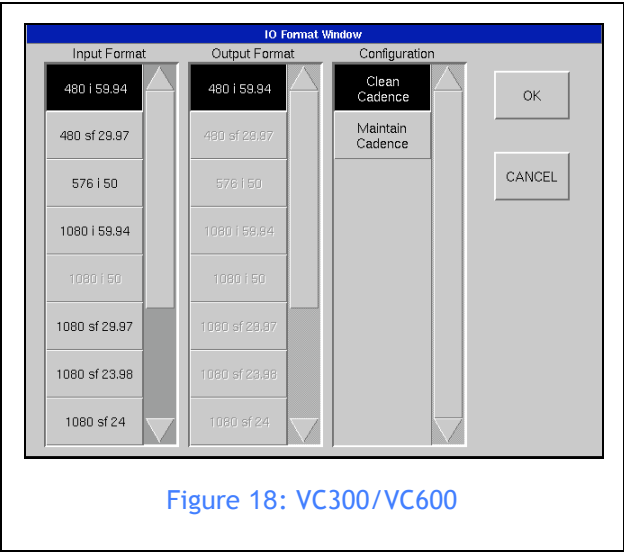 IO Format Window
Input Format
Output Format
Configuration
480 i 59.94
480 sf 29.97
576 i 50
1080 i 59.94
1080 i 50
1080 sf 29.97
1080 sf 23.98
1080 sf 24
480 i 59.94
480 sf 29.97
576 i 50
1080 i 59.94
1080 i 50
1080 sf 29.97
1080 sf 23.98
1080 sf 24
Clean
Cadence
Maintain
Cadence
OK
CANCEL
Figure 18: VC300/VC600